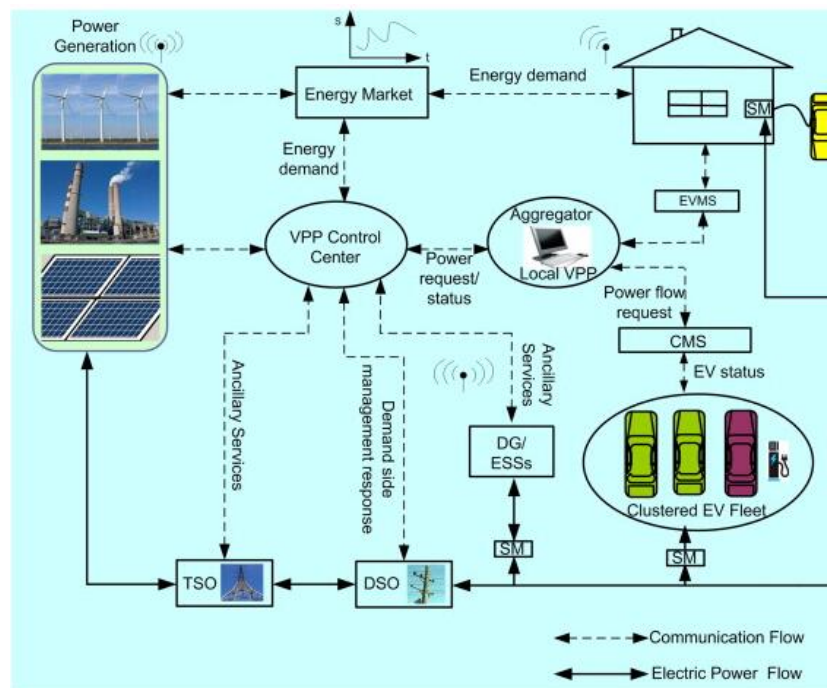 Power
Generation
s
t
Energy Market
Energy demand
SM
Energy
demand
EVMS
VPP Control
Center
Aggregator
Local VPP
Power
request/
status
Power flow
request
CMS
EV status
Ancillary Services
Demand side
management response
Ancillary
Services
DG/
ESSs
Clustered EV Fleet
SM
SM
TSO
DSO
Communication Flow
Electric Power Flow